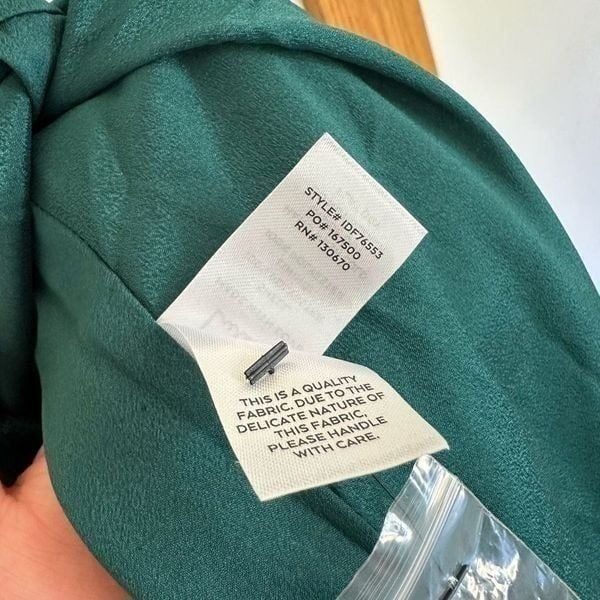 STYLE# IDF76553
PO# 167500
RN# 130670
THIS IS A QUALITY
FABRIC. DUE TO THE
DELICATE NATURE OF
THIS FABRIC,
PLEASE HANDLE
WITH CARE.